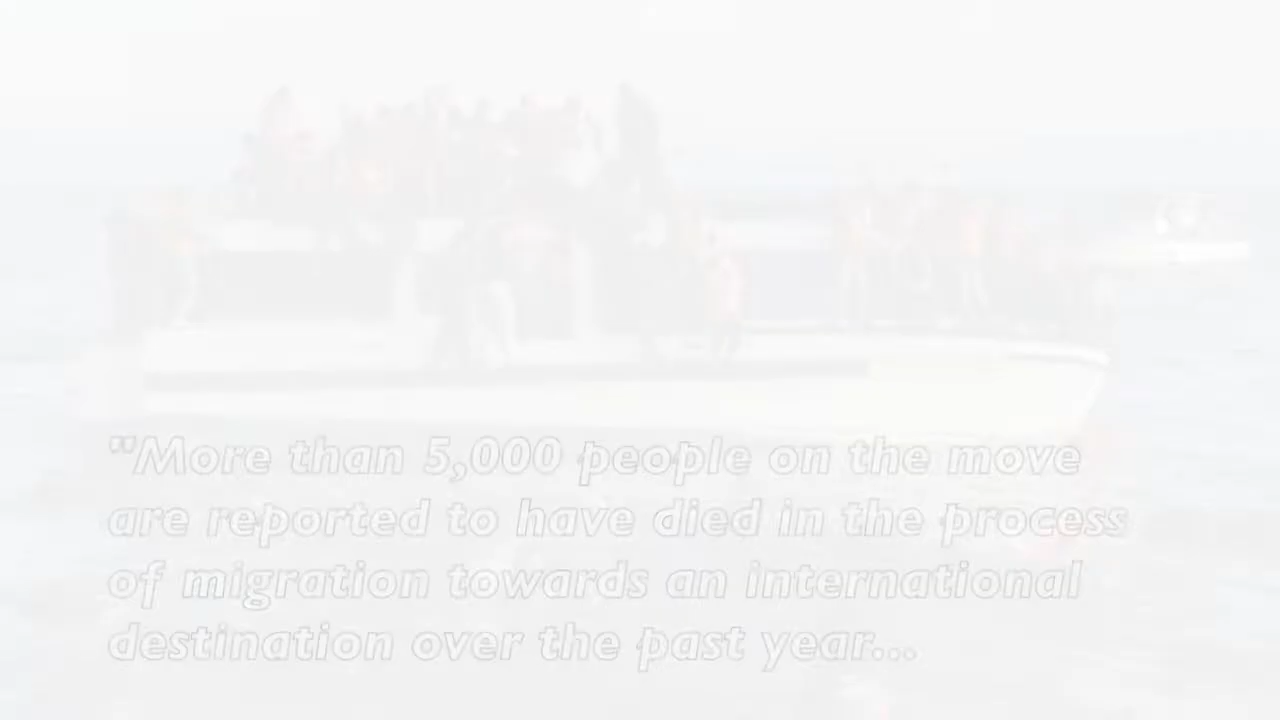 "More than 5,000 people on the move
are reported to have died in the process
of migration towards an international
destination over the past year...